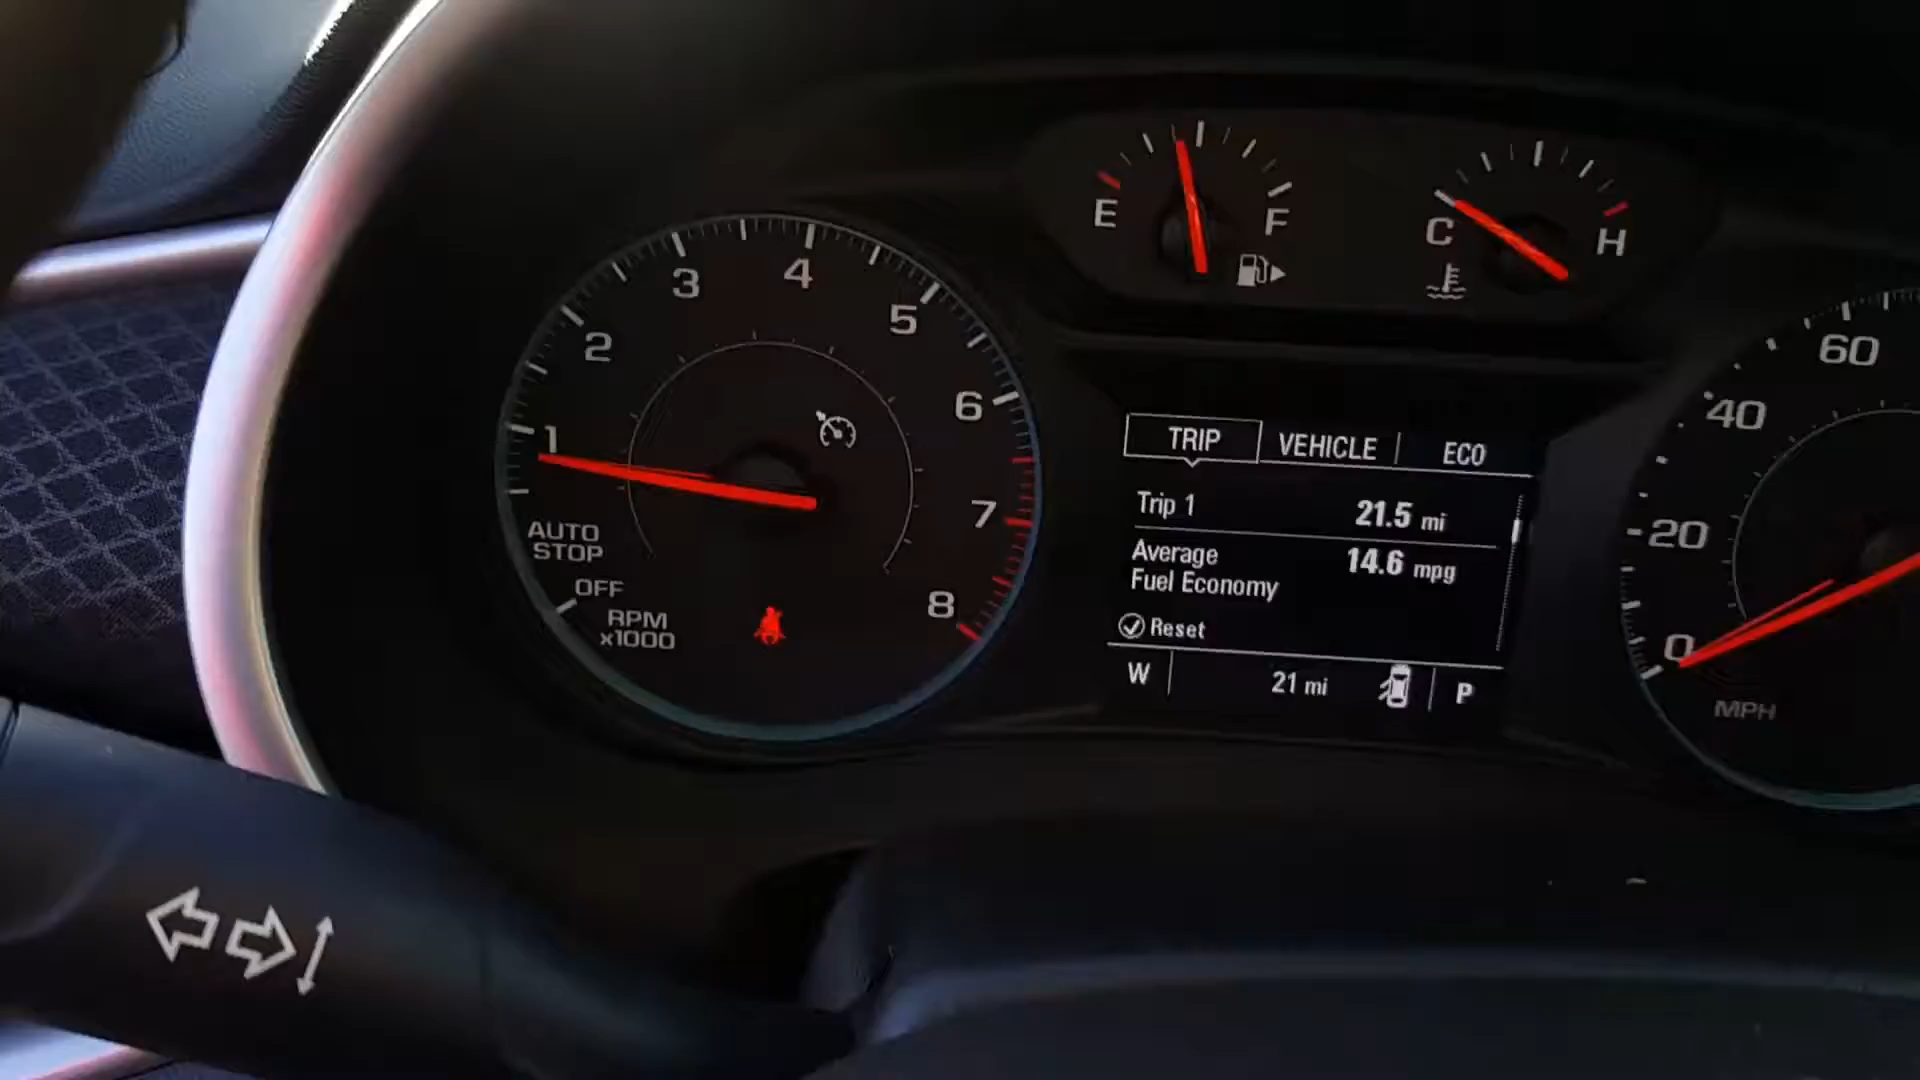 E
F
C
H
1
2
3
4
5
6
7
8
AUTO
STOP
OFF
RPM
x1000
TRIP VEHICLE ECO
Trip 1 21.5 mi
Average 14.6 mpg
Fuel Economy
Reset
W 21 mi P
60
40
20
0
MPH